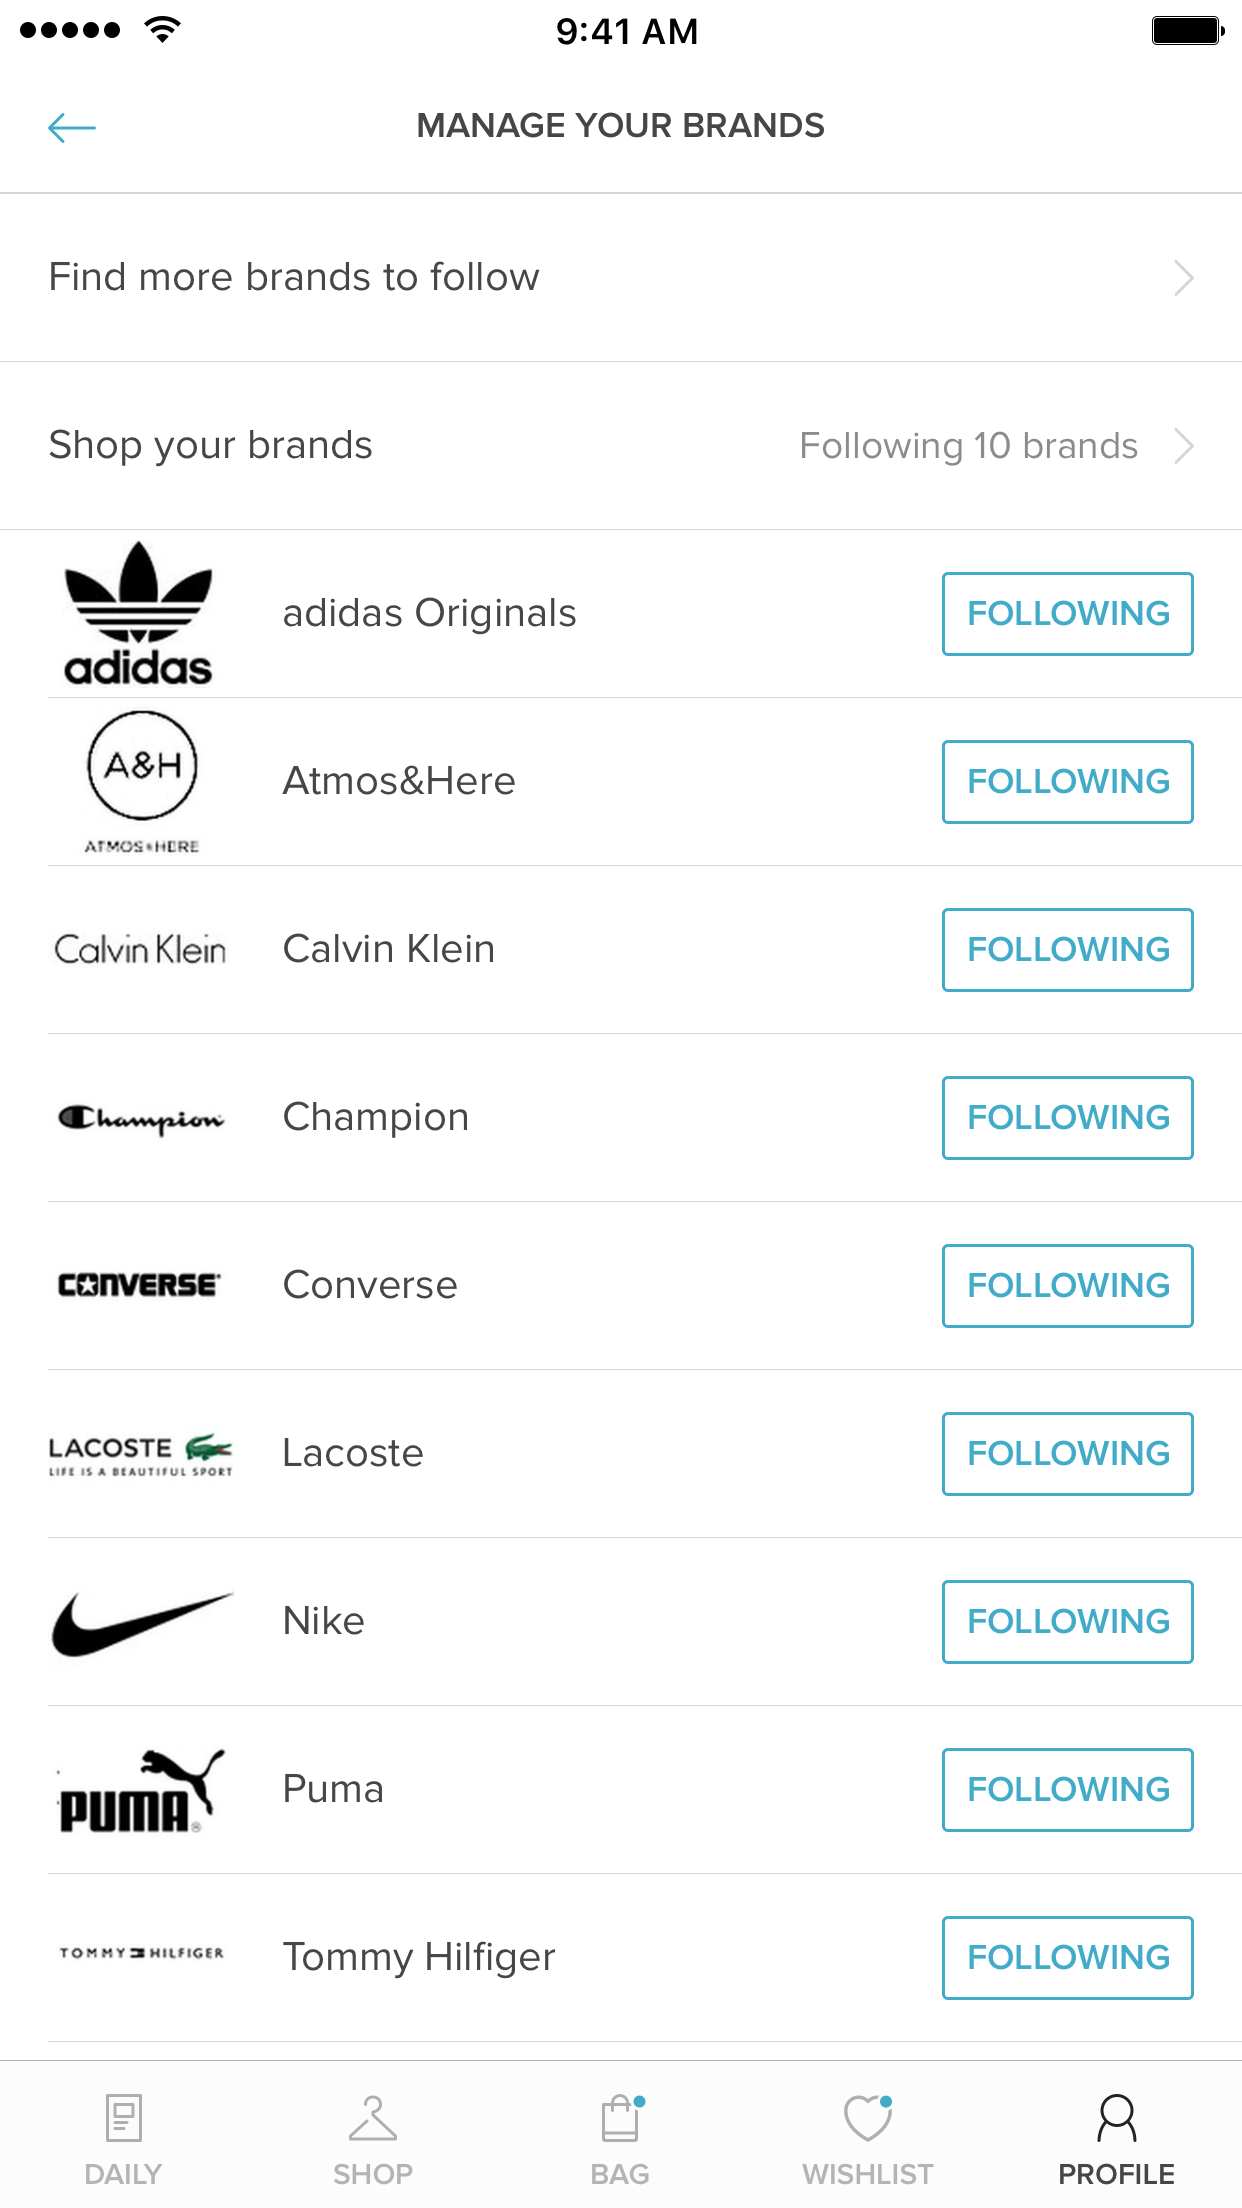 9:41 AM
MANAGE YOUR BRANDS
Find more brands to follow
Shop your brands Following 10 brands
adidas
adidas Originals FOLLOWING
A&H
ATMOS&HERE
Atmos&Here FOLLOWING
Calvin Klein Calvin Klein FOLLOWING
Champion Champion FOLLOWING
CONVERSE Converse FOLLOWING
LACOSTE
LIFE IS A BEAUTIFUL SPORT
Lacoste FOLLOWING
Nike FOLLOWING
PUMA® Puma FOLLOWING
TOMMY HILFIGER Tommy Hilfiger FOLLOWING
DAILY SHOP BAG WISHLIST PROFILE